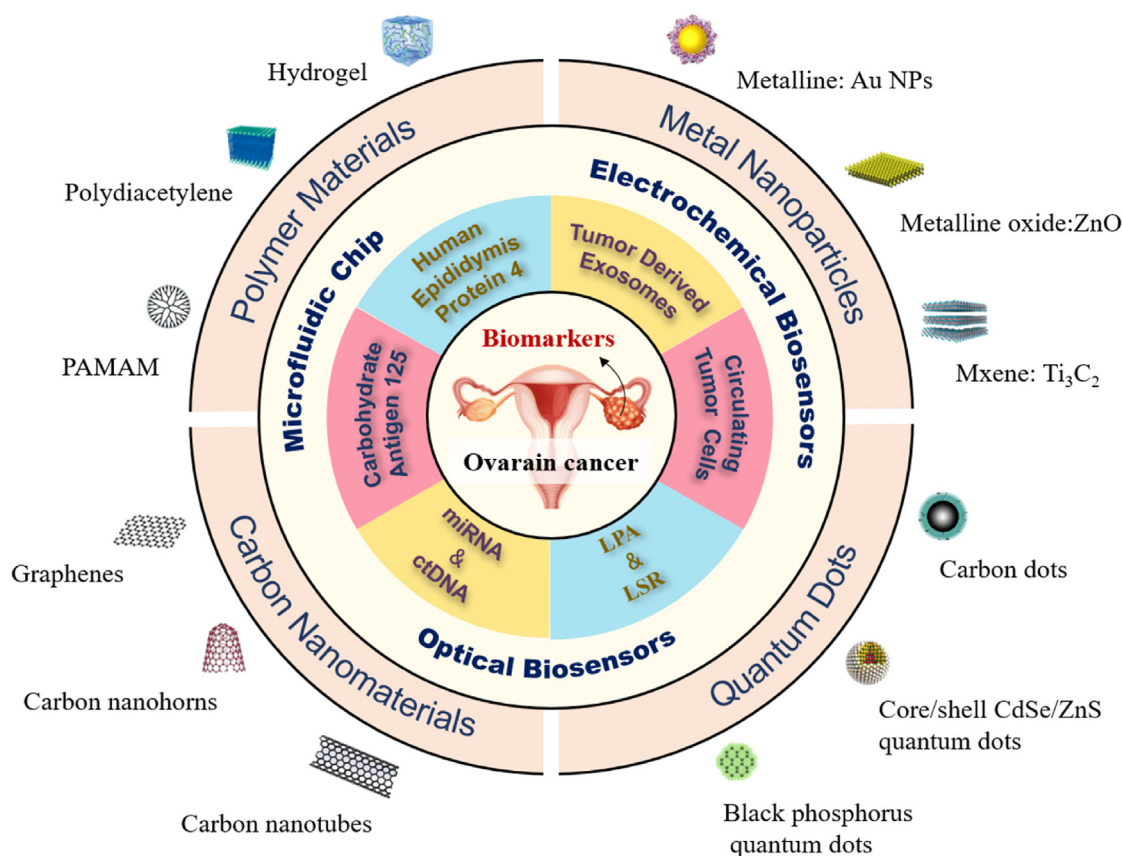 Hydrogel
Metalline: Au NPs
Polymer Materials
Metal Nanoparticles
Polydiacetylene
Metalline oxide:ZnO
PAMAM
Mxene: Ti₃C₂
Microfluidic Chip
Electrochemical Biosensors
Human
Epididymis
Protein 4
Tumor Derived
Exosomes
Carbohydrate
Antigen 125
Circulating
Tumor Cells
Biomarkers
Ovarain cancer
miRNA
&
ctDNA
LPA
&
LSR
Optical Biosensors
Carbon Nanomaterials
Quantum Dots
Graphenes
Carbon dots
Carbon nanohorns
Core/shell CdSe/ZnS
quantum dots
Carbon nanotubes
Black phosphorus
quantum dots